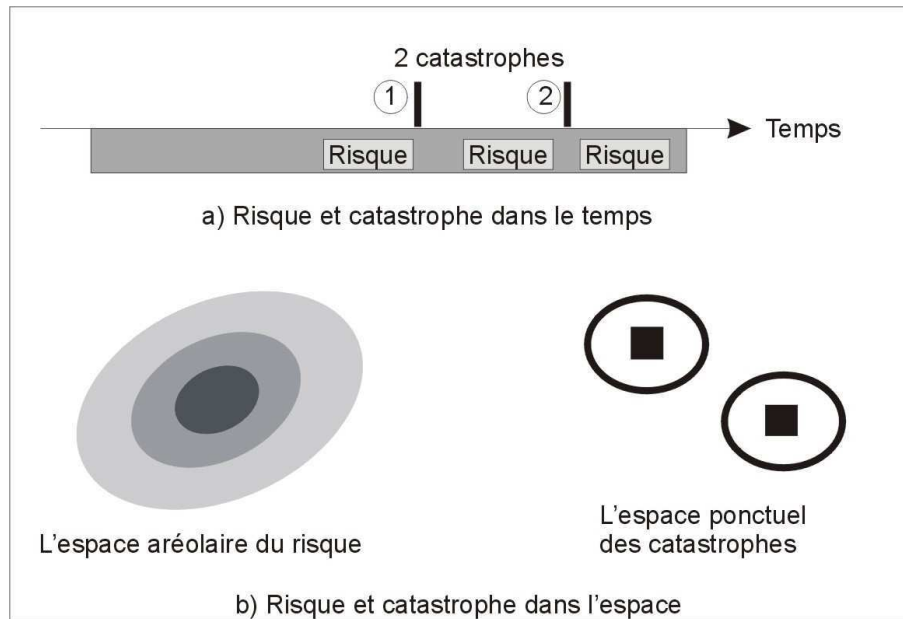 2 catastrophes
1
2
Temps
Risque
Risque
Risque
a) Risque et catastrophe dans le temps
L'espace aréolaire du risque
L'espace ponctuel
des catastrophes
b) Risque et catastrophe dans l'espace